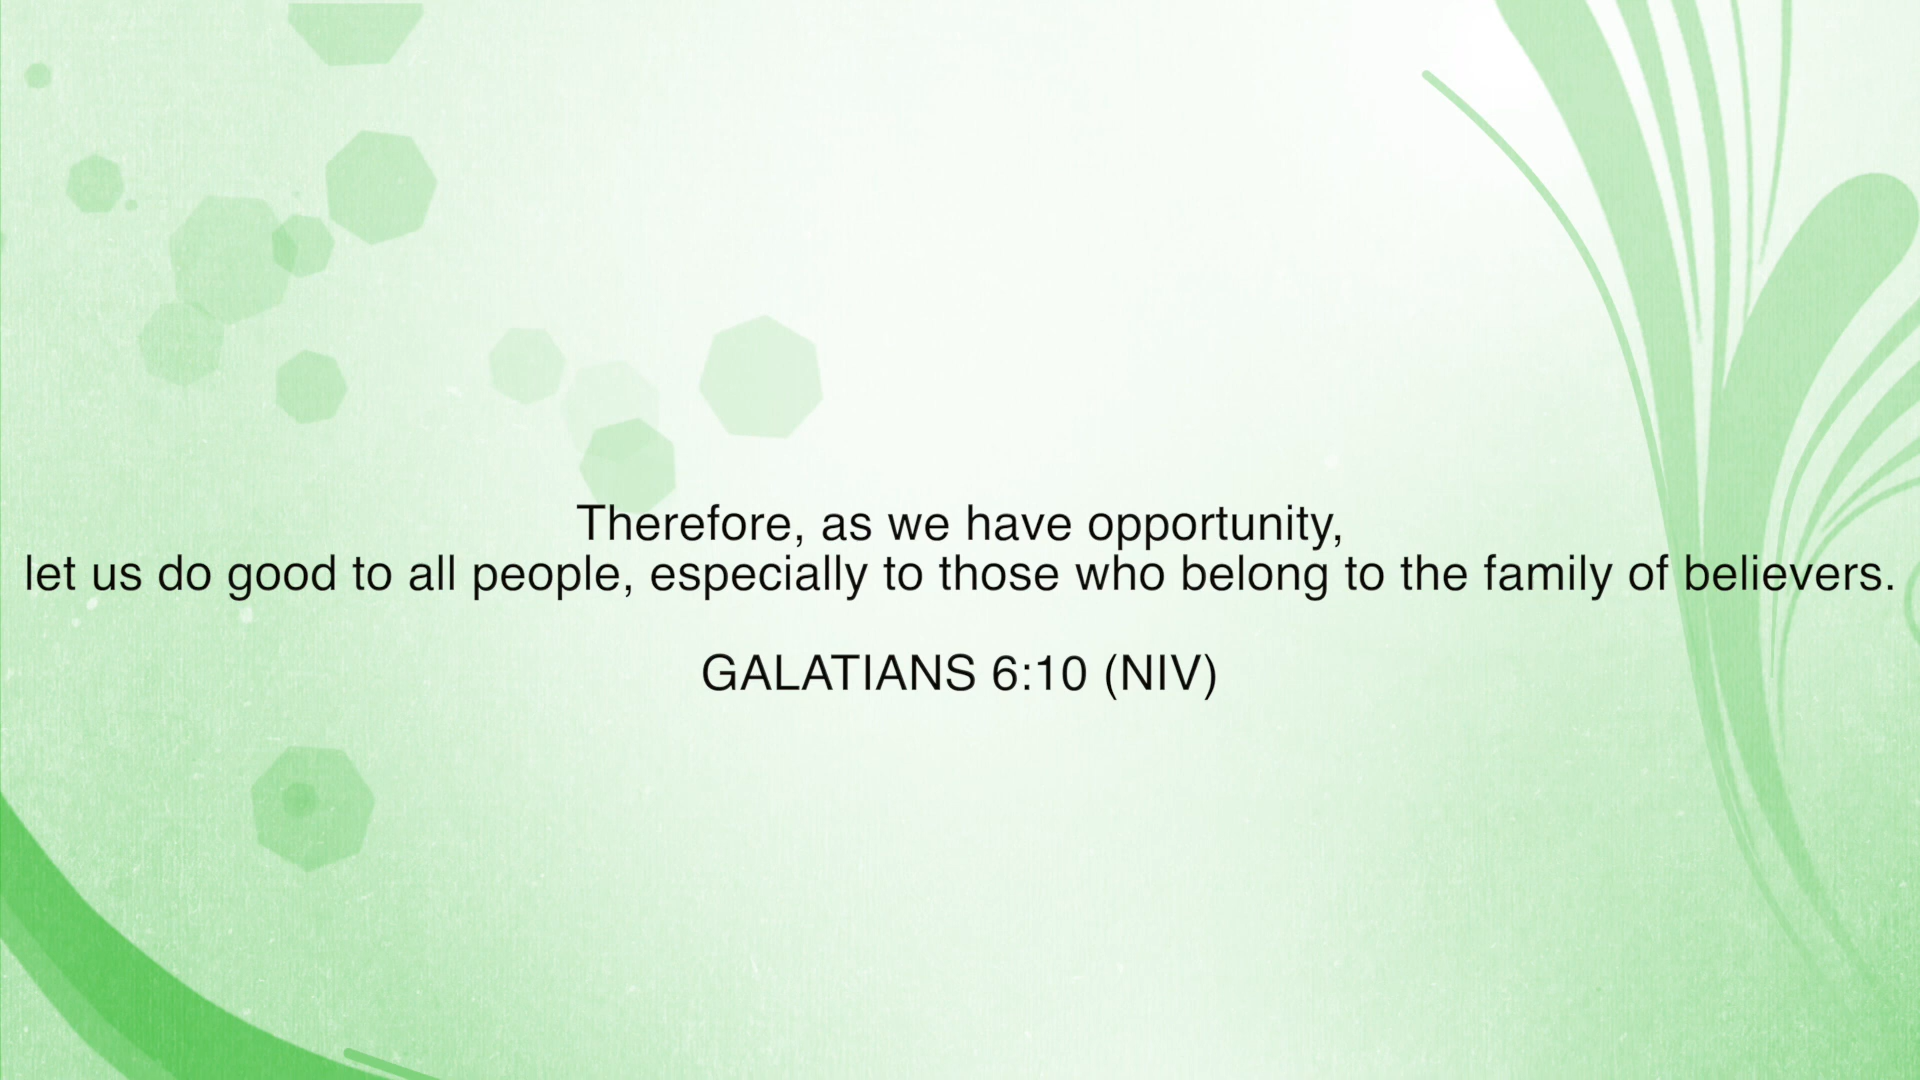 Therefore, as we have opportunity,
let us do good to all people, especially to those who belong to the family of believers.
GALATIANS 6:10 (NIV)